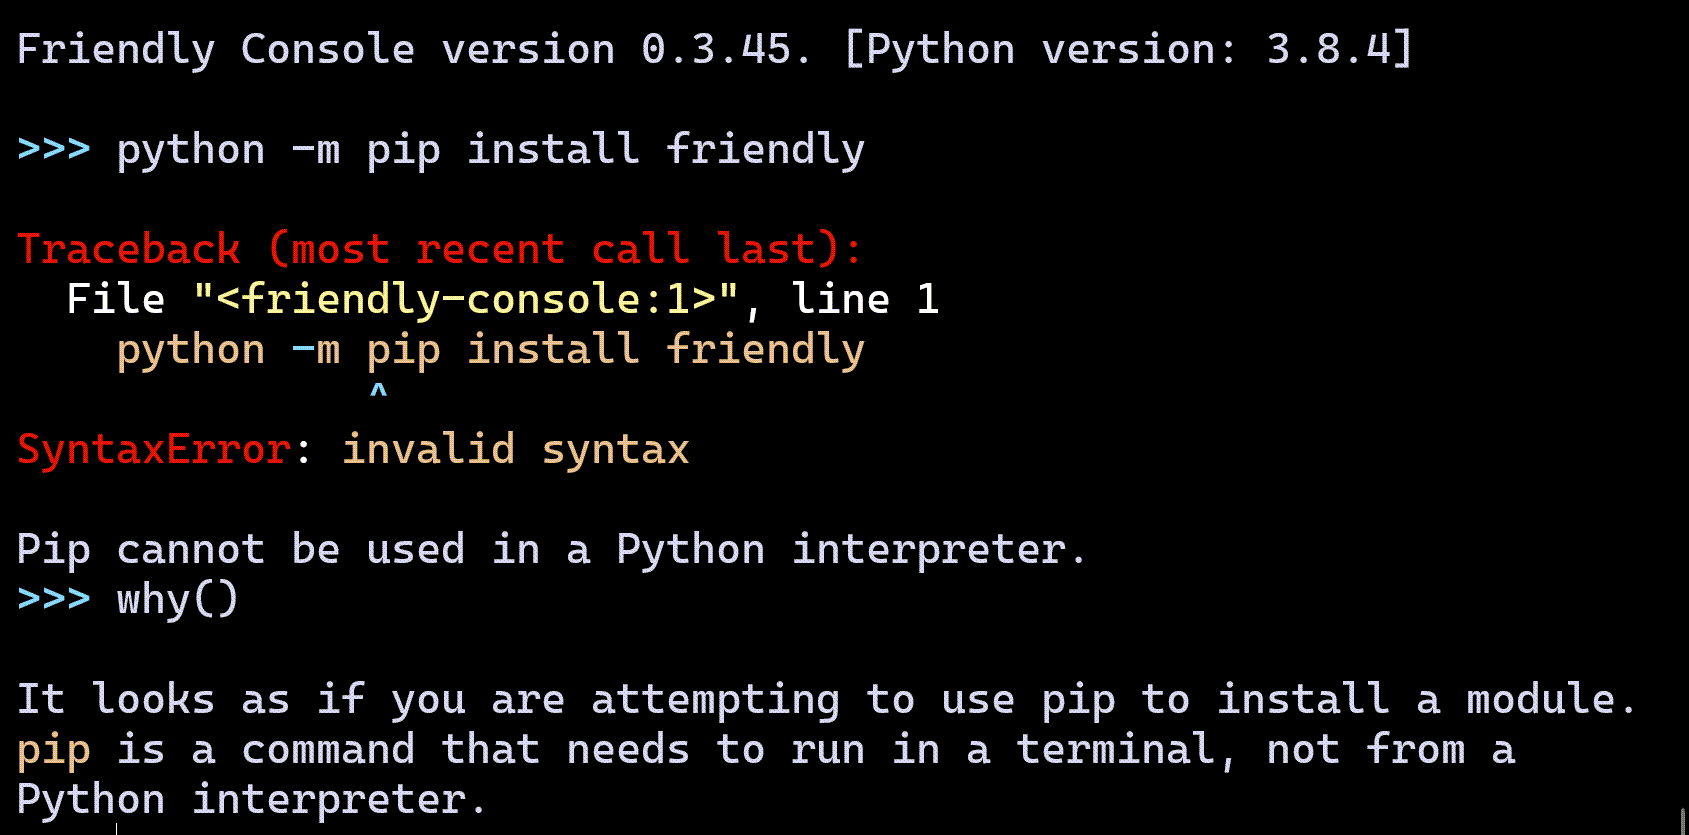 Friendly Console version 0.3.45. [Python version: 3.8.4]
>>> python -m pip install friendly
Traceback (most recent call last):
  File "<friendly-console:1>", line 1
    python -m pip install friendly
              ^
SyntaxError: invalid syntax
Pip cannot be used in a Python interpreter.
>>> why()
It looks as if you are attempting to use pip to install a module.
pip is a command that needs to run in a terminal, not from a
Python interpreter.